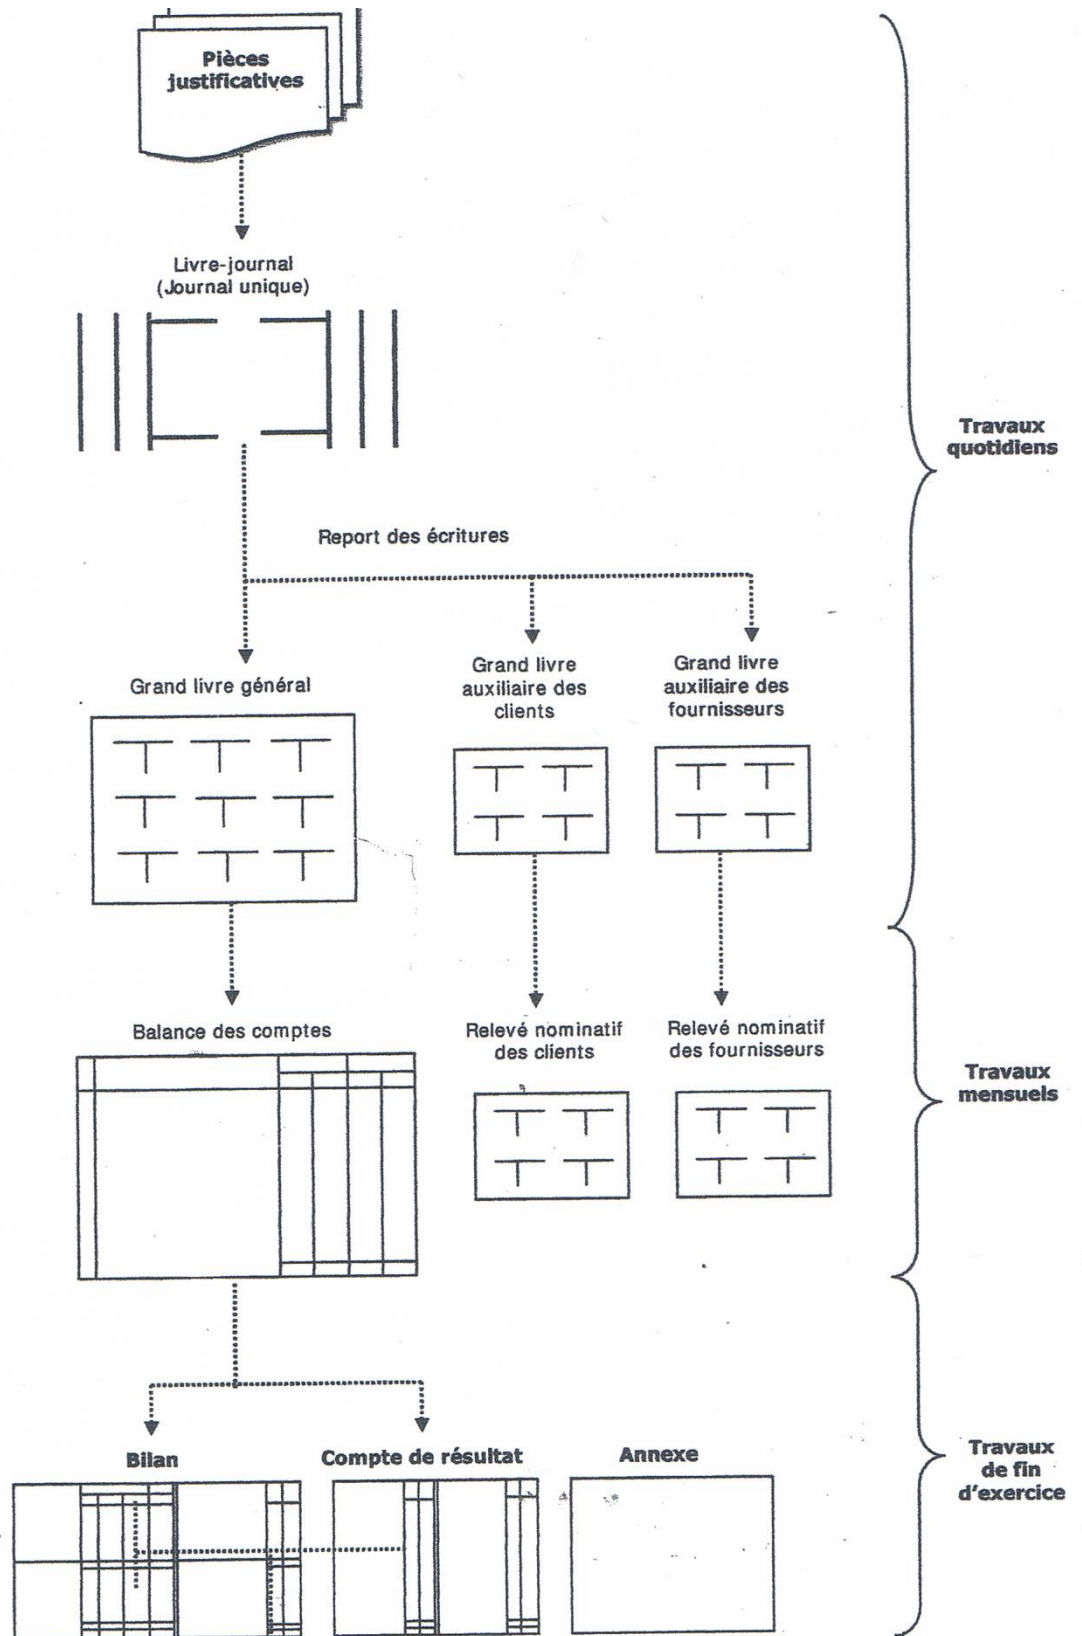 Pièces
justificatives
Livre-journal
(Journal unique)
Travaux
quotidiens
Report des écritures
Grand livre général
Grand livre
auxiliaire des
clients
Grand livre
auxiliaire des
fournisseurs
Balance des comptes
Relevé nominatif
des clients
Relevé nominatif
des fournisseurs
Travaux
mensuels
Bilan
Compte de résultat
Annexe
Travaux
de fin
d'exercice